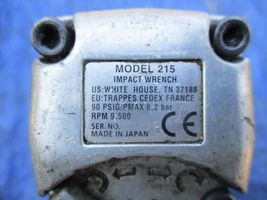 MODEL 215
IMPACT WRENCH
US:WHITE HOUSE, TN 37188
EU:TRAPPES CEDEX FRANCE
90 PSIG/PMAX 6.2 bar
RPM 9,500
SER NO.
MADE IN JAPAN
CE